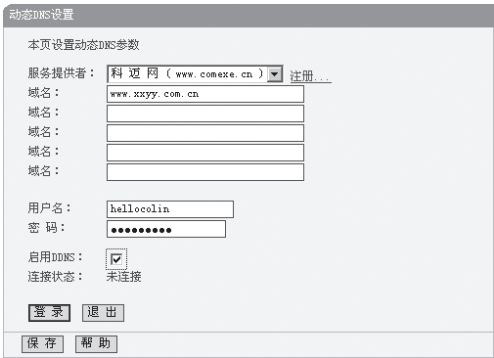 动态DNS设置
本页设置动态DNS参数
服务提供者： 科 迈 网 ( www.comexe.cn ) 注册...
域名： www.xxyy.com.cn
域名：
域名：
域名：
域名：
用户名： hellocolin
密 码： ●●●●●●●●●
启用DDNS：
连接状态： 未连接
登 录 退 出
保 存 帮 助